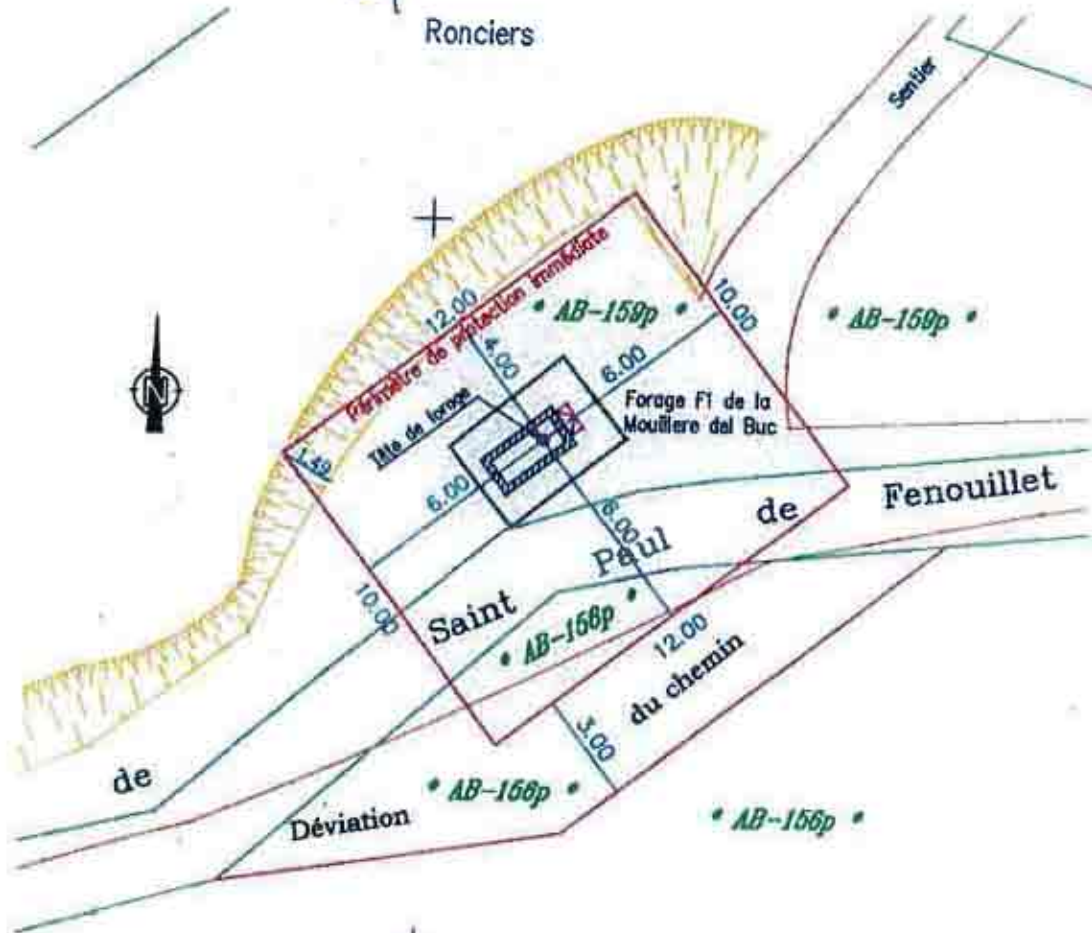 Ronciers
Sentier
Périmètre de protection immédiate
12.00
10.00
AB-159p
AB-159p
4.00
6.00
Tête de forage
Forage F1 de la
Mouillere del Buc
1.49
6.00
6.00
N
10.00
Saint Paul de Fenouillet
AB-156p
12.00
du chemin
3.00
de
AB-156p
AB-156p
Déviation